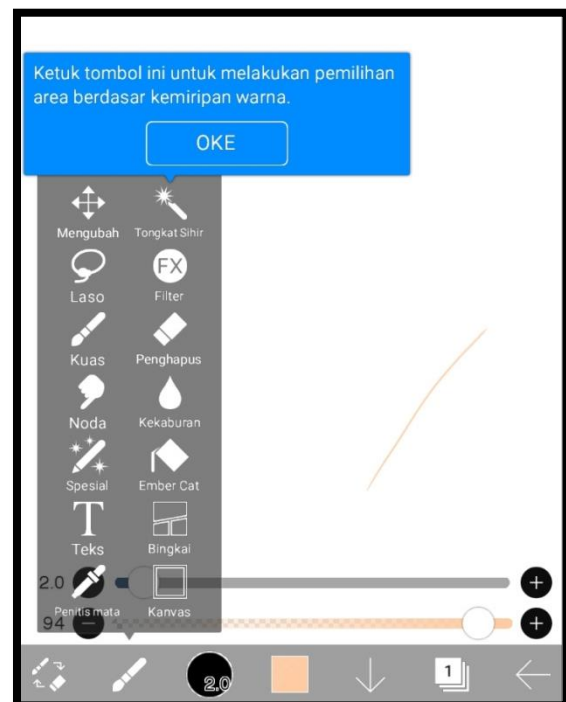 Ketuk tombol ini untuk melakukan pemilihan
area berdasar kemiripan warna.
OKE
Mengubah Tongkat Sihir
FX
Laso Filter
Kuas Penghapus
Noda Kekaburan
Spesial Ember Cat
T
Teks Bingkai
2.0
Penitis mata Kanvas
94
2.0
1